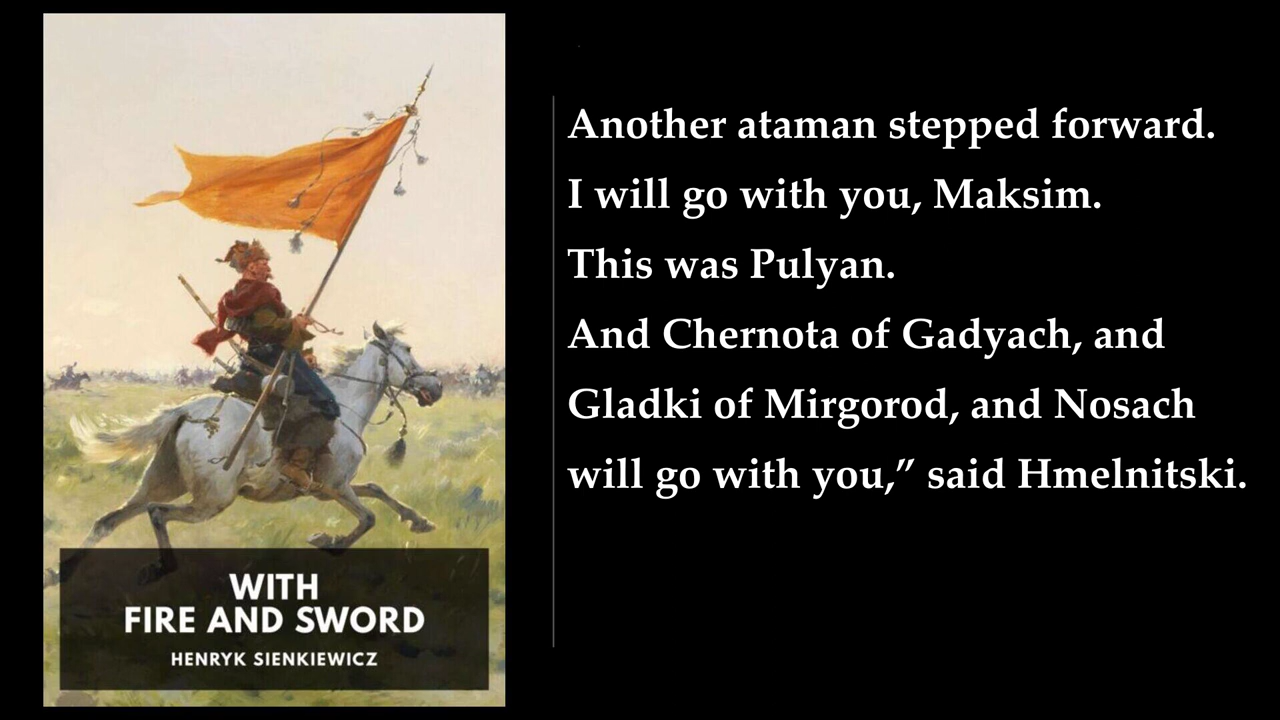 WITH
FIRE AND SWORD
HENRYK SIENKIEWICZ
Another ataman stepped forward.
I will go with you, Maksim.
This was Pulyan.
And Chernota of Gadyach, and
Gladki of Mirgorod, and Nosach
will go with you,” said Hmelnitski.